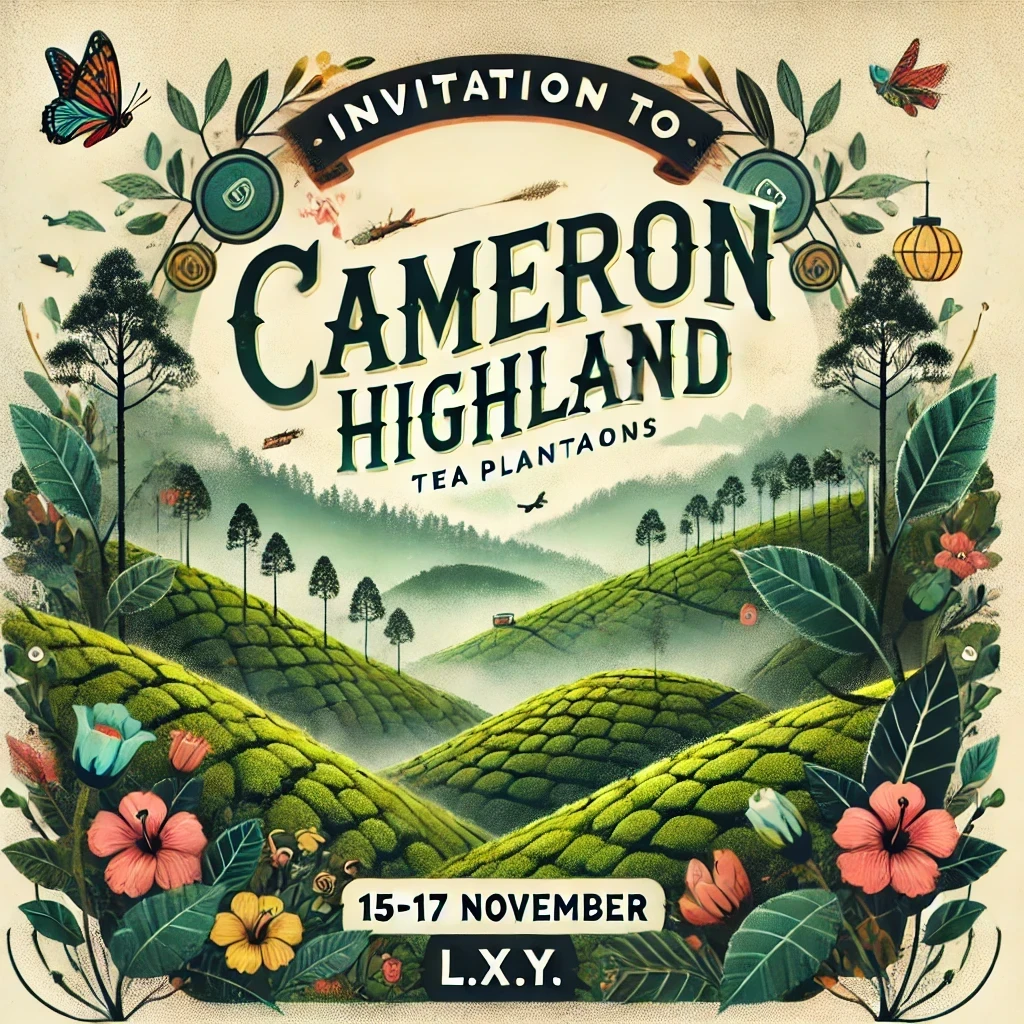 INVITATION TO
CAMERON
HIGHLAND
TEA PLANTAONS
15-17 NOVEMBER
L.X.Y.